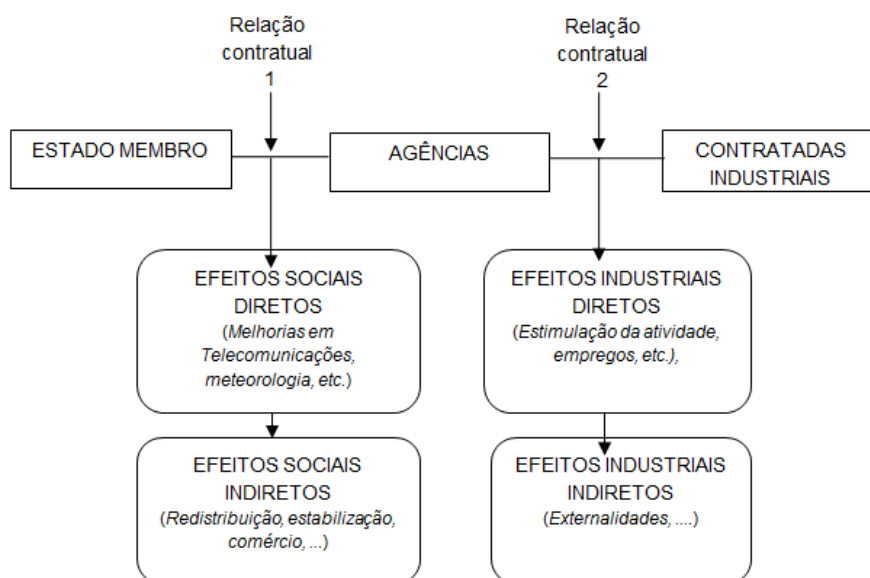 Relação
contratual
1
Relação
contratual
2
ESTADO MEMBRO
AGÊNCIAS
CONTRATADAS
INDUSTRIAIS
EFEITOS SOCIAIS
DIRETOS
(Melhorias em
Telecomunicações,
meteorologia, etc.)
EFEITOS INDUSTRIAIS
DIRETOS
(Estimulação da atividade,
empregos, etc.),
EFEITOS SOCIAIS
INDIRETOS
(Redistribuição, estabilização,
comércio, ...)
EFEITOS INDUSTRIAIS
INDIRETOS
(Externalidades, ....)